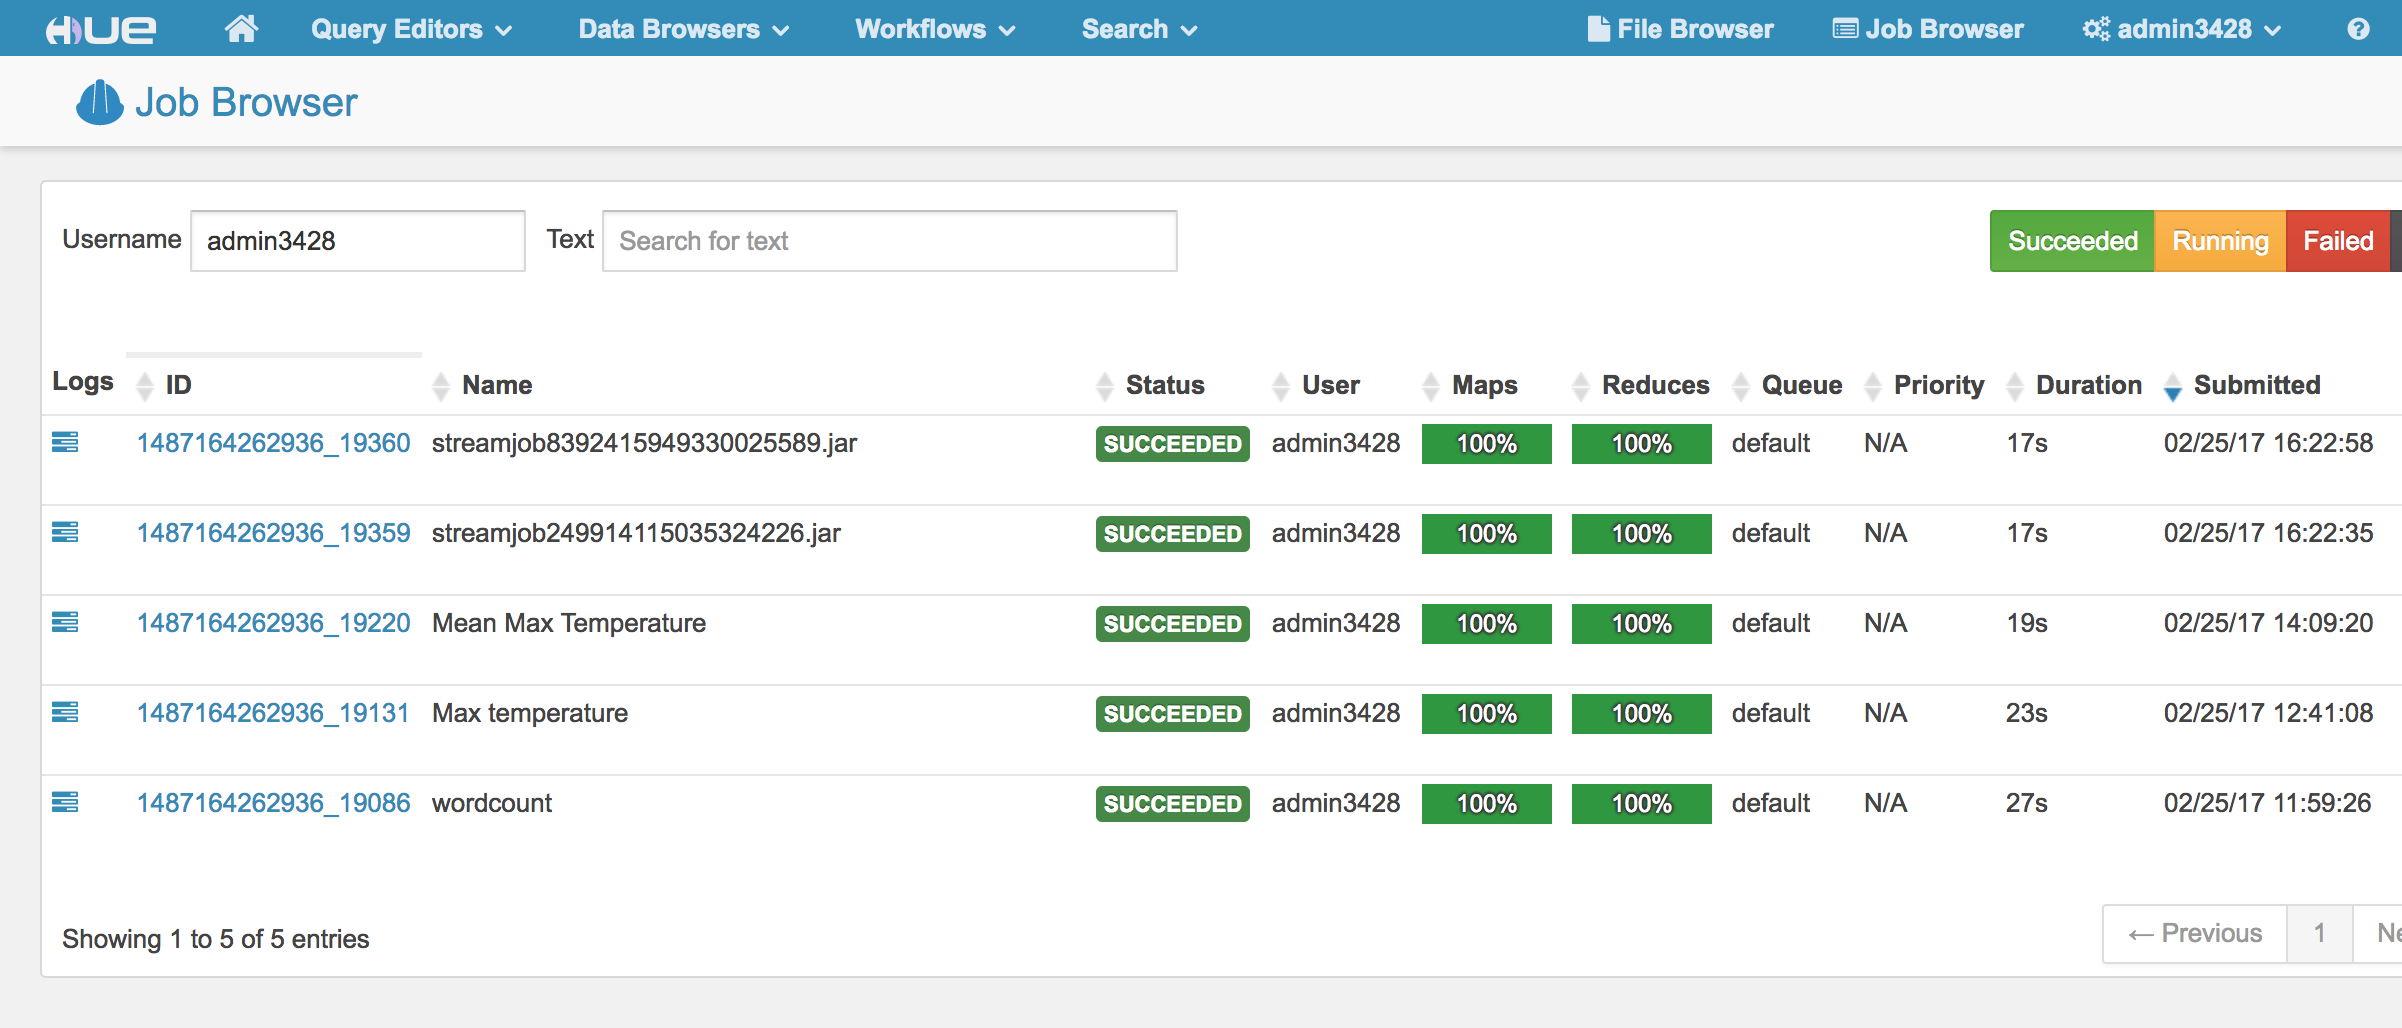 HUE Query Editors Data Browsers Workflows Search File Browser Job Browser admin3428 ?
Job Browser
Username admin3428 Text Search for text Succeeded Running Failed
Logs ID Name Status User Maps Reduces Queue Priority Duration Submitted
1487164262936_19360 streamjob8392415949330025589.jar SUCCEEDED admin3428 100% 100% default N/A 17s 02/25/17 16:22:58
1487164262936_19359 streamjob249914115035324226.jar SUCCEEDED admin3428 100% 100% default N/A 17s 02/25/17 16:22:35
1487164262936_19220 Mean Max Temperature SUCCEEDED admin3428 100% 100% default N/A 19s 02/25/17 14:09:20
1487164262936_19131 Max temperature SUCCEEDED admin3428 100% 100% default N/A 23s 02/25/17 12:41:08
1487164262936_19086 wordcount SUCCEEDED admin3428 100% 100% default N/A 27s 02/25/17 11:59:26
Showing 1 to 5 of 5 entries ← Previous 1